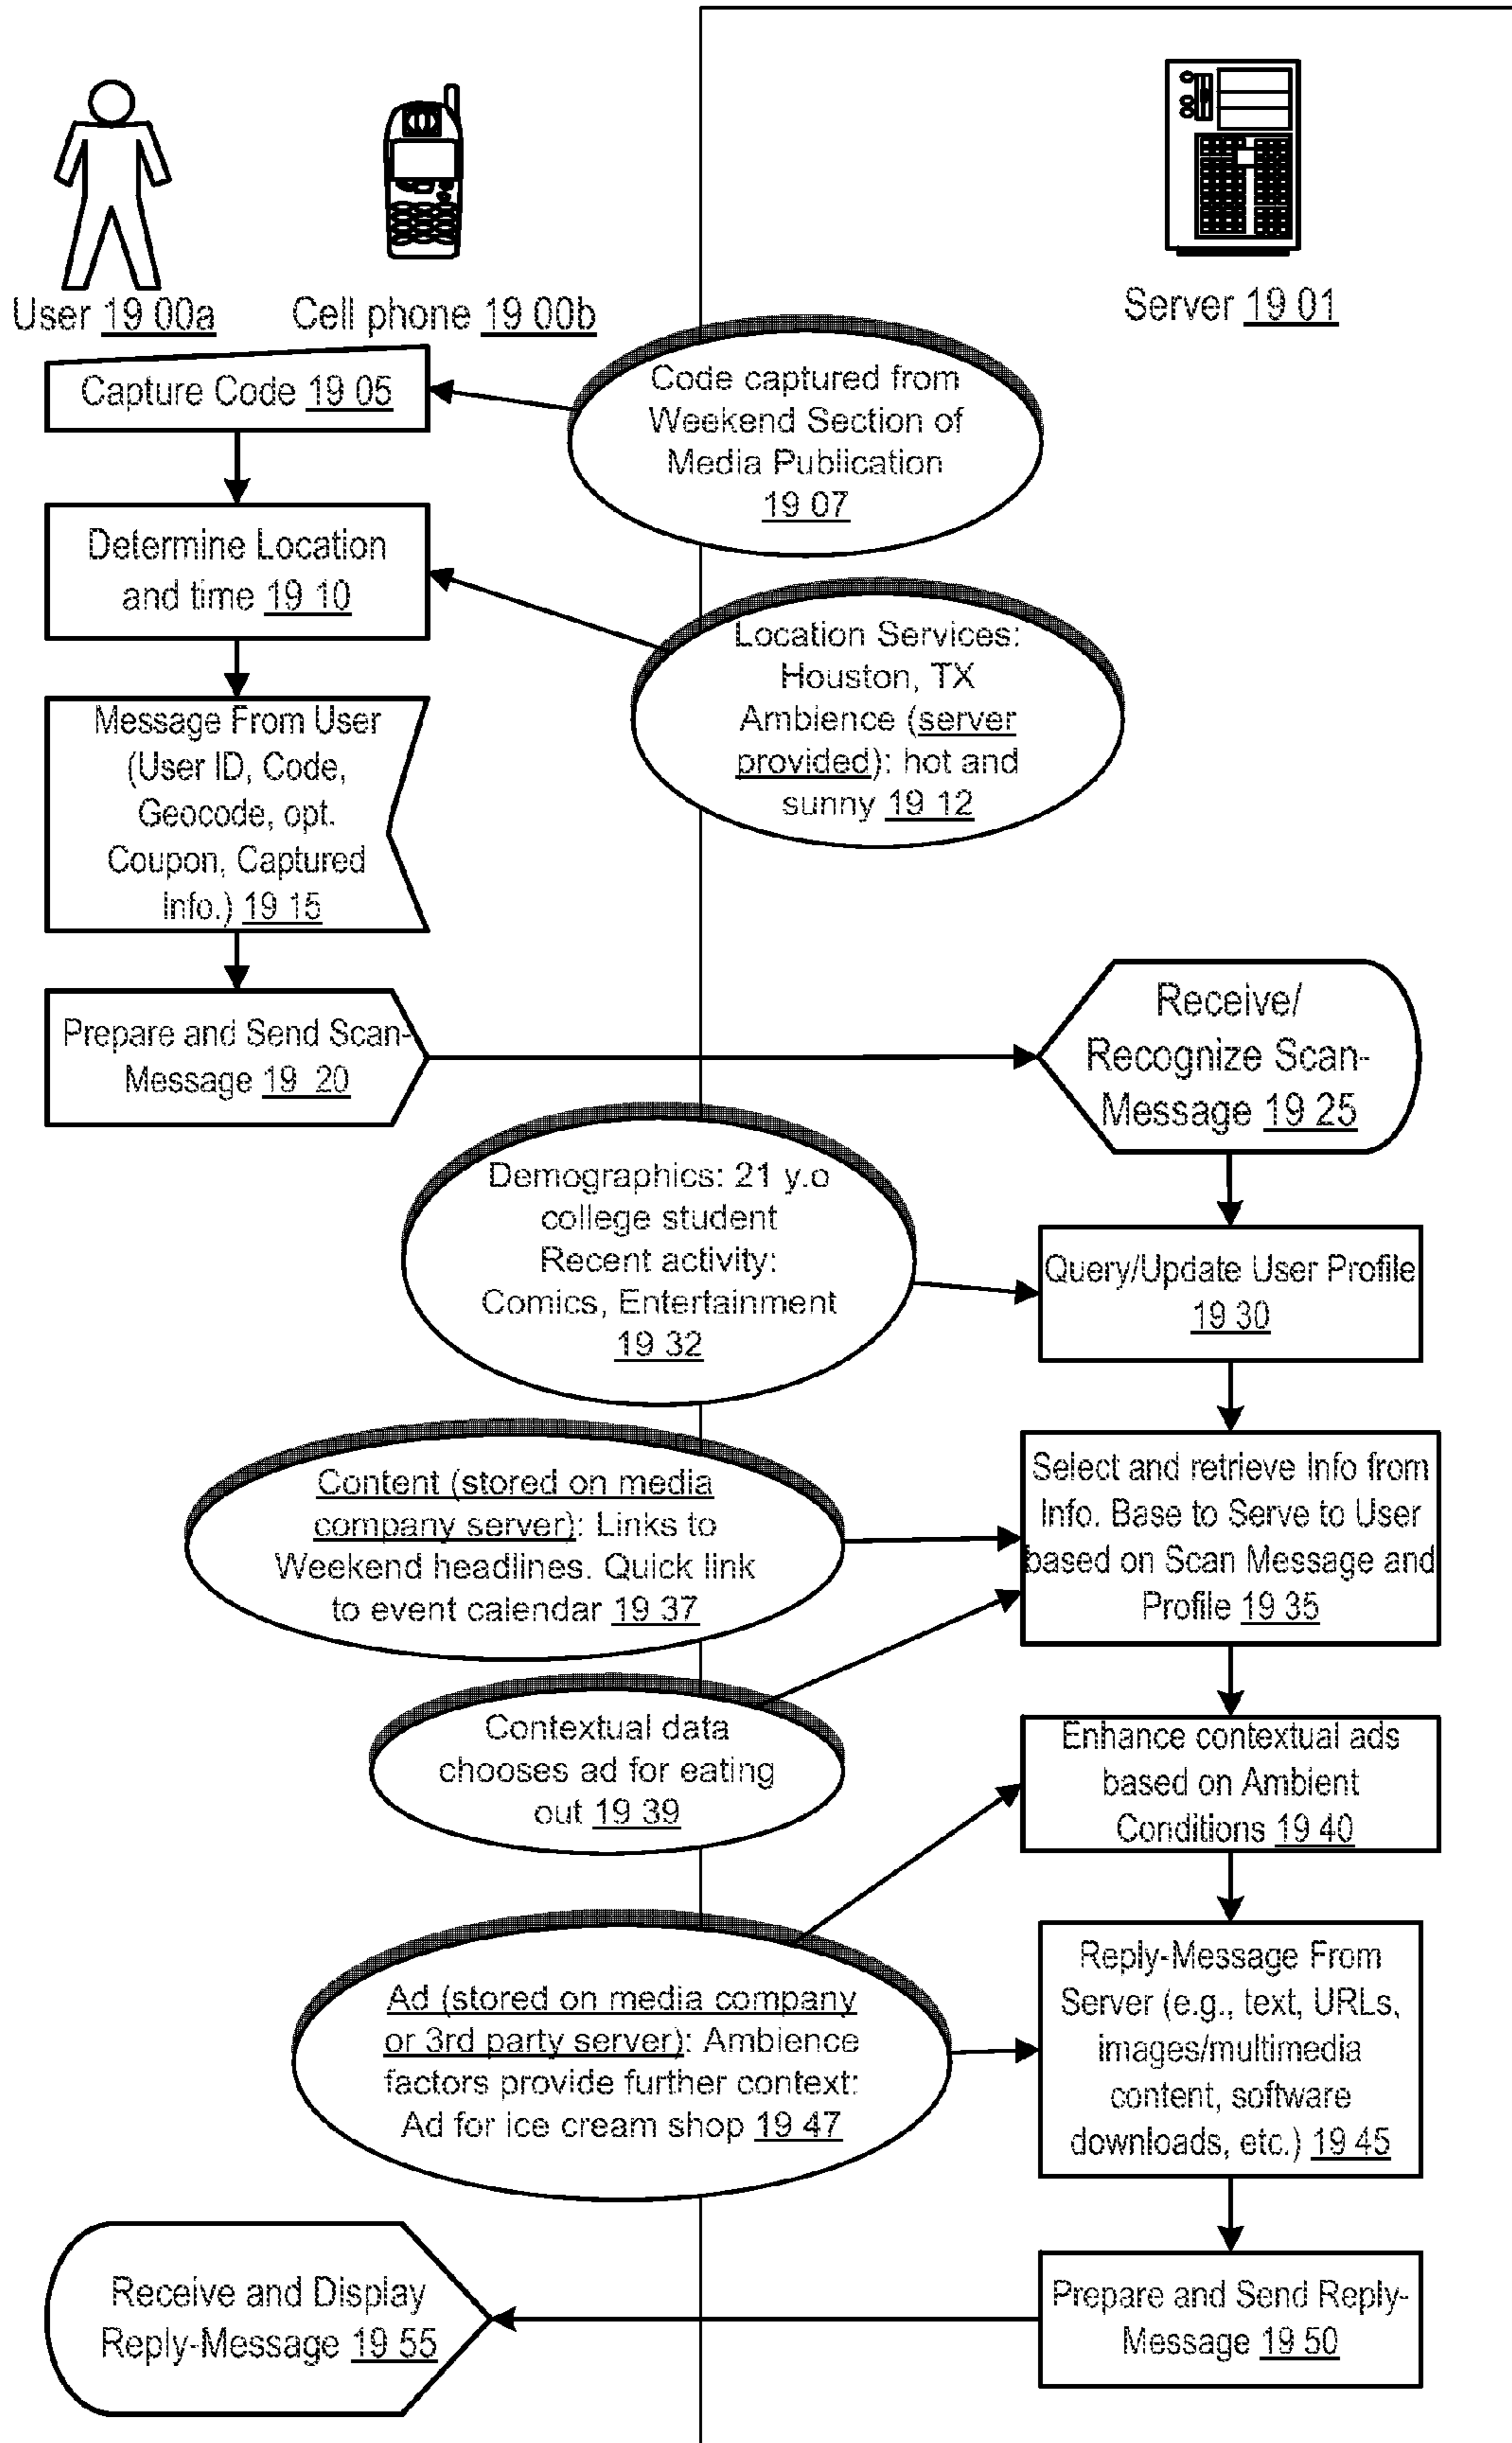 User 19 00a
Cell phone 19 00b
Server 19 01
Capture Code 19 05
Code captured from
Weekend Section of
Media Publication
19 07
Determine Location
and time 19 10
Location Services:
Houston, TX
Ambience (server
provided): hot and
sunny 19 12
Message From User
(User ID, Code,
Geocode, opt.
Coupon, Captured
Info.) 19 15
Prepare and Send Scan-
Message 19 20
Receive/
Recognize Scan-
Message 19 25
Demographics: 21 y.o
college student
Recent activity:
Comics, Entertainment
19 32
Query/Update User Profile
19 30
Content (stored on media
company server): Links to
Weekend headlines. Quick link
to event calendar 19 37
Select and retrieve Info from
Info. Base to Serve to User
based on Scan Message and
Profile 19 35
Contextual data
chooses ad for eating
out 19 39
Enhance contextual ads
based on Ambient
Conditions 19 40
Ad (stored on media company
or 3rd party server): Ambience
factors provide further context:
Ad for ice cream shop 19 47
Reply-Message From
Server (e.g., text, URLs,
images/multimedia
content, software
downloads, etc.) 19 45
Receive and Display
Reply-Message 19 55
Prepare and Send Reply-
Message 19 50